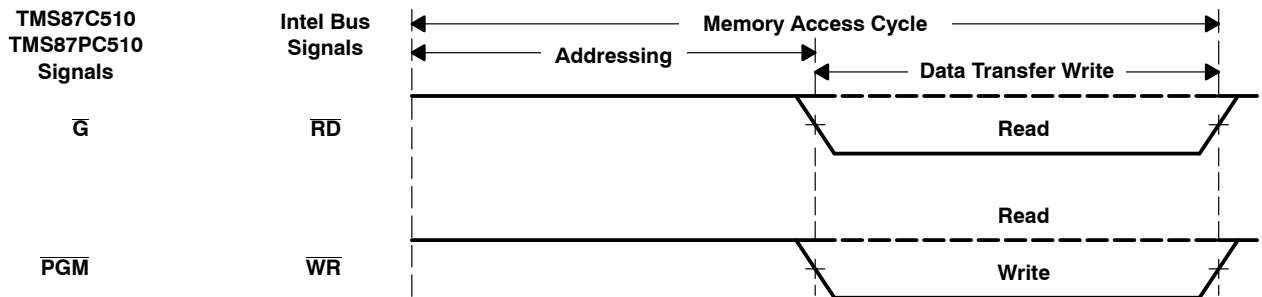 TMS87C510
TMS87PC510
Signals
Intel Bus
Signals
Memory Access Cycle
Addressing
Data Transfer Write
G
RD
Read
Read
PGM
WR
Write